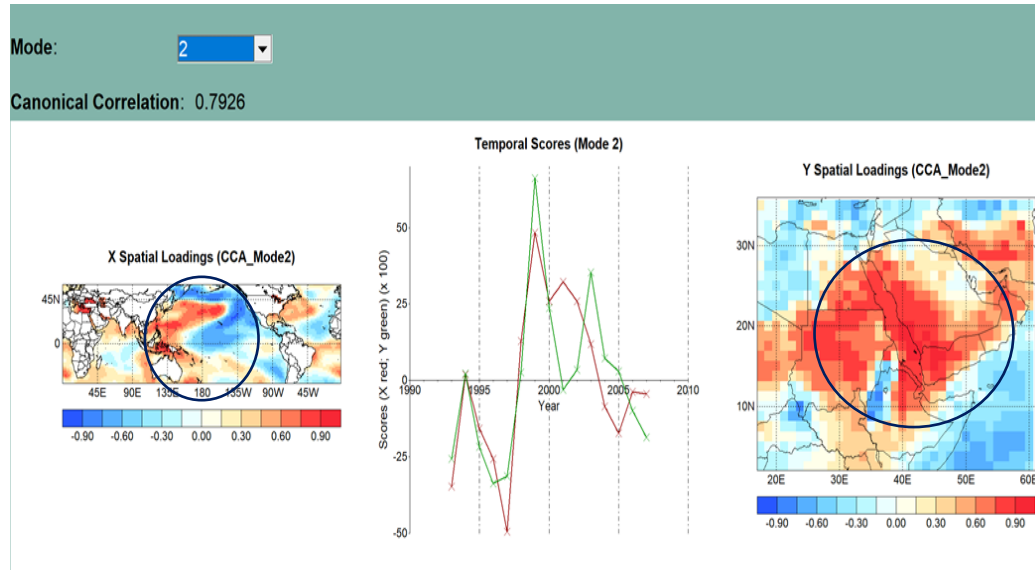 Mode:
2
Canonical Correlation: 0.7926
X Spatial Loadings (CCA_Mode2)
45N
0
45E 90E 135E 180 135W 90W 45W
-0.90 -0.60 -0.30 0.00 0.30 0.60 0.90
Temporal Scores (Mode 2)
Scores (X red; Y green) (x 100)
50
25
0
-25
-50
1990 1995 2000 2005 2010
Year
Y Spatial Loadings (CCA_Mode2)
30N
20N
10N
20E 30E 40E 50E 60E
-0.90 -0.60 -0.30 0.00 0.30 0.60 0.90